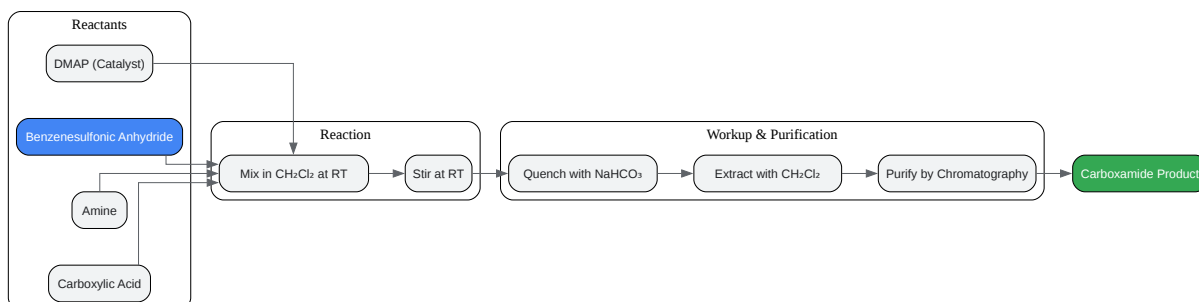 Reactants
DMAP (Catalyst)
Benzenesulfonic Anhydride
Amine
Carboxylic Acid
Reaction
Mix in CH₂Cl₂ at RT
Stir at RT
Workup & Purification
Quench with NaHCO₃
Extract with CH₂Cl₂
Purify by Chromatography
Carboxamide Product